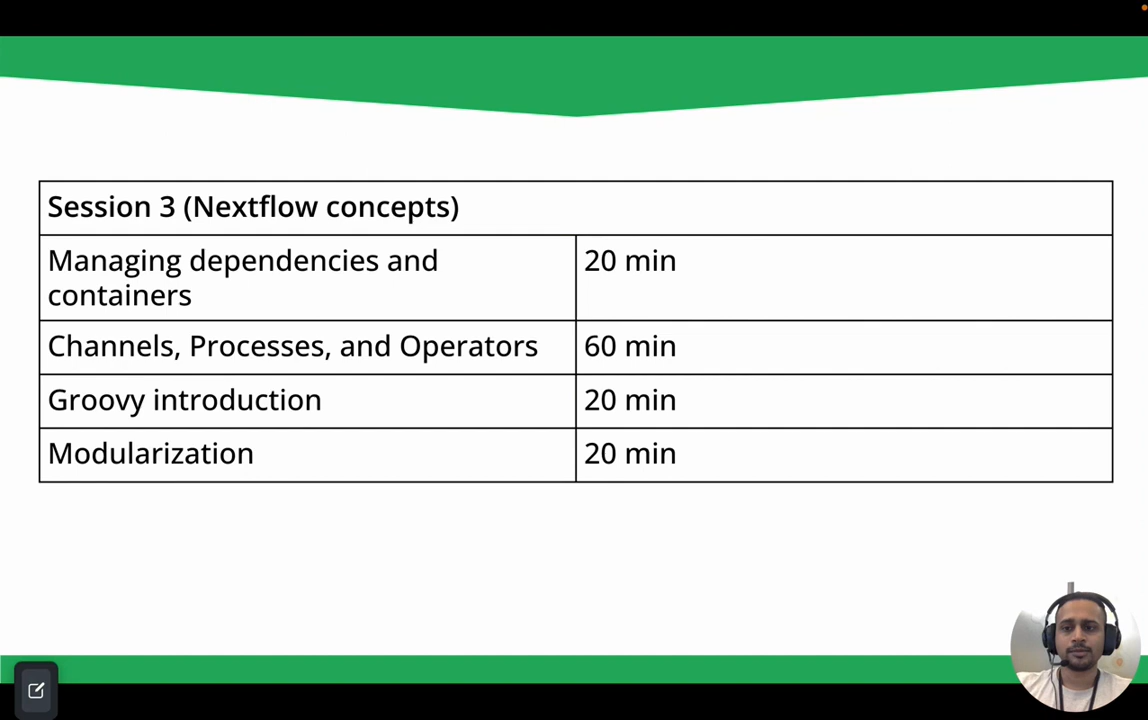 Session 3 (Nextflow concepts)
Managing dependencies and
containers
20 min
Channels, Processes, and Operators
60 min
Groovy introduction
20 min
Modularization
20 min